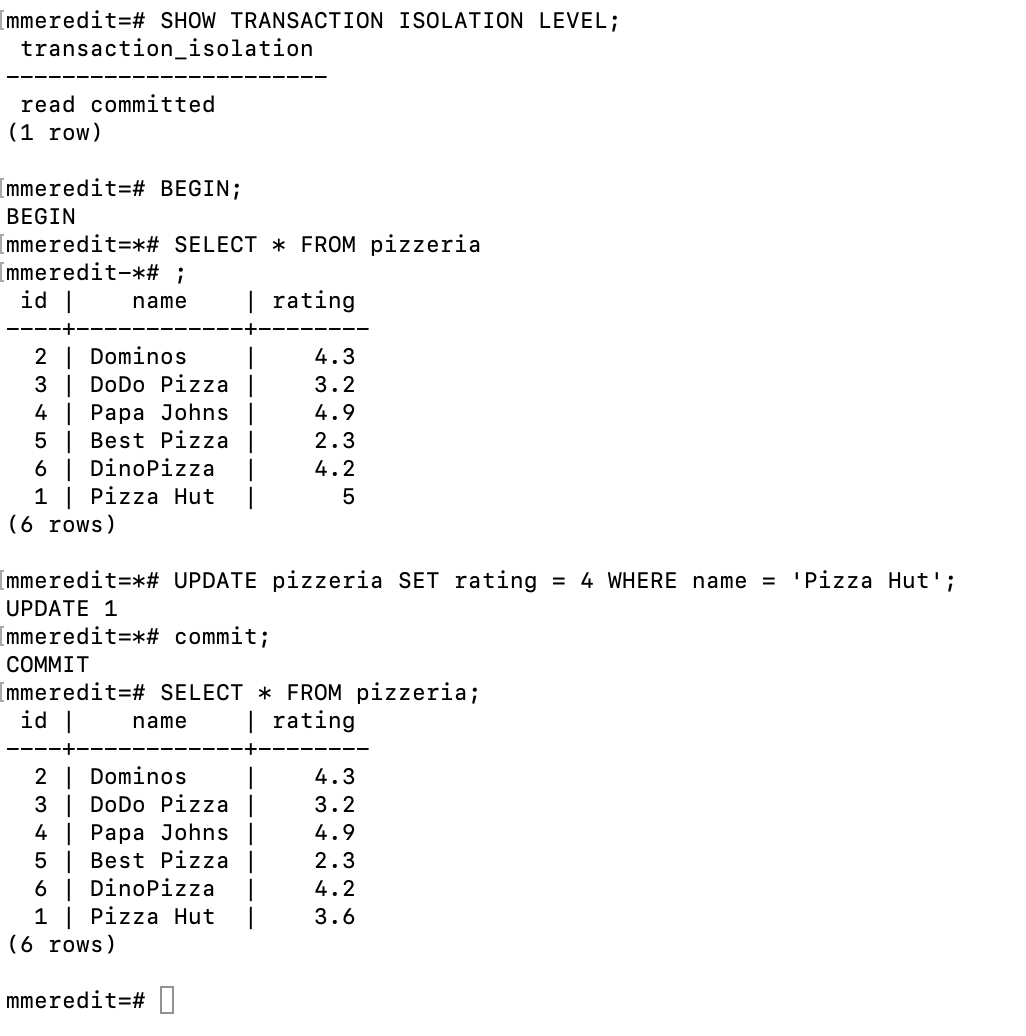 mmeredit=# SHOW TRANSACTION ISOLATION LEVEL;
 transaction_isolation
-----------------------
 read committed
(1 row)

mmeredit=# BEGIN;
BEGIN
mmeredit=*# SELECT * FROM pizzeria
mmeredit-*# ;
 id |    name    | rating
----+------------+--------
  2 | Dominos    |    4.3
  3 | DoDo Pizza |    3.2
  4 | Papa Johns |    4.9
  5 | Best Pizza |    2.3
  6 | DinoPizza  |    4.2
  1 | Pizza Hut  |      5
(6 rows)

mmeredit=*# UPDATE pizzeria SET rating = 4 WHERE name = 'Pizza Hut';
UPDATE 1
mmeredit=*# commit;
COMMIT
mmeredit=# SELECT * FROM pizzeria;
 id |    name    | rating
----+------------+--------
  2 | Dominos    |    4.3
  3 | DoDo Pizza |    3.2
  4 | Papa Johns |    4.9
  5 | Best Pizza |    2.3
  6 | DinoPizza  |    4.2
  1 | Pizza Hut  |    3.6
(6 rows)

mmeredit=#